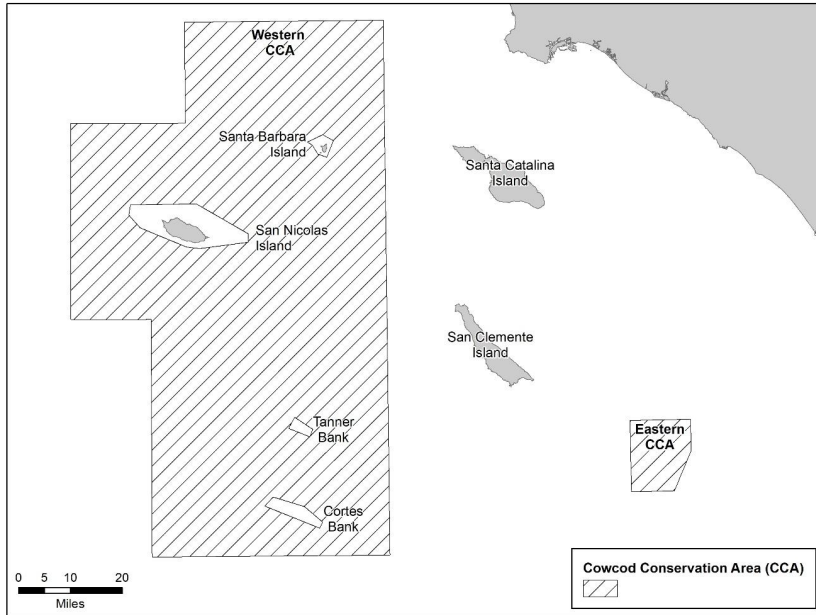 Western
CCA
Santa Barbara
Island
Santa Catalina
Island
San Nicolas
Island
San Clemente
Island
Tanner
Bank
Eastern
CCA
Cortes
Bank
0 5 10 20
Miles
Cowcod Conservation Area (CCA)